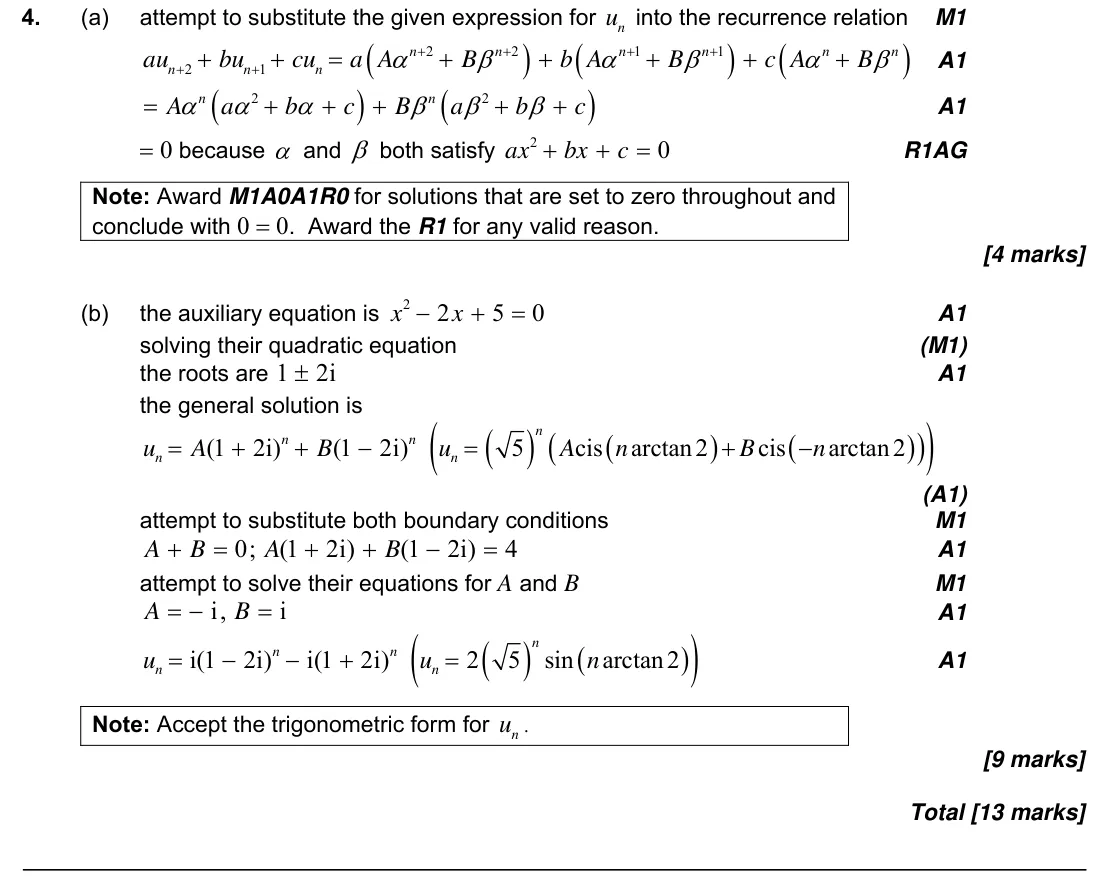 4. (a) attempt to substitute the given expression for uₙ into the recurrence relation M1
auₙ₊₂ + buₙ₊₁ + cuₙ = a(Aαⁿ⁺² + Bβⁿ⁺²) + b(Aαⁿ⁺¹ + Bβⁿ⁺¹) + c(Aαⁿ + Bβⁿ) A1
= Aαⁿ(aα² + bα + c) + Bβⁿ(aβ² + bβ + c) A1
= 0 because α and β both satisfy ax² + bx + c = 0 R1AG
Note: Award M1A0A1R0 for solutions that are set to zero throughout and
conclude with 0 = 0. Award the R1 for any valid reason.
[4 marks]
(b) the auxiliary equation is x² − 2x + 5 = 0 A1
solving their quadratic equation (M1)
the roots are 1 ± 2i A1
the general solution is
uₙ = A(1 + 2i)ⁿ + B(1 − 2i)ⁿ (uₙ = (√5)ⁿ (Acis(n arctan 2) + Bcis(−n arctan 2)))
(A1)
attempt to substitute both boundary conditions M1
A + B = 0; A(1 + 2i) + B(1 − 2i) = 4 A1
attempt to solve their equations for A and B M1
A = − i, B = i A1
uₙ = i(1 − 2i)ⁿ − i(1 + 2i)ⁿ (uₙ = 2(√5)ⁿ sin(n arctan 2)) A1
Note: Accept the trigonometric form for uₙ.
[9 marks]
Total [13 marks]